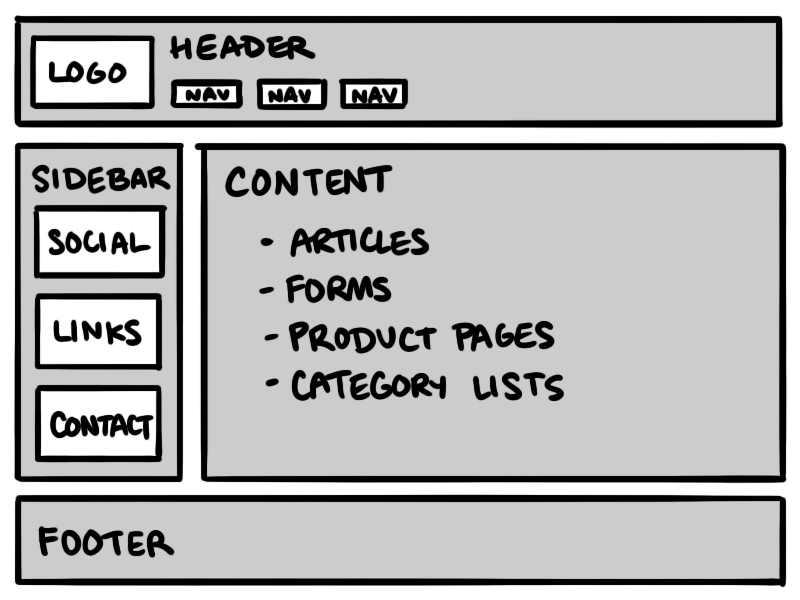 LOGO
HEADER
NAV NAV NAV
SIDEBAR
SOCIAL
LINKS
CONTACT
CONTENT
- ARTICLES
- FORMS
- PRODUCT PAGES
- CATEGORY LISTS
FOOTER